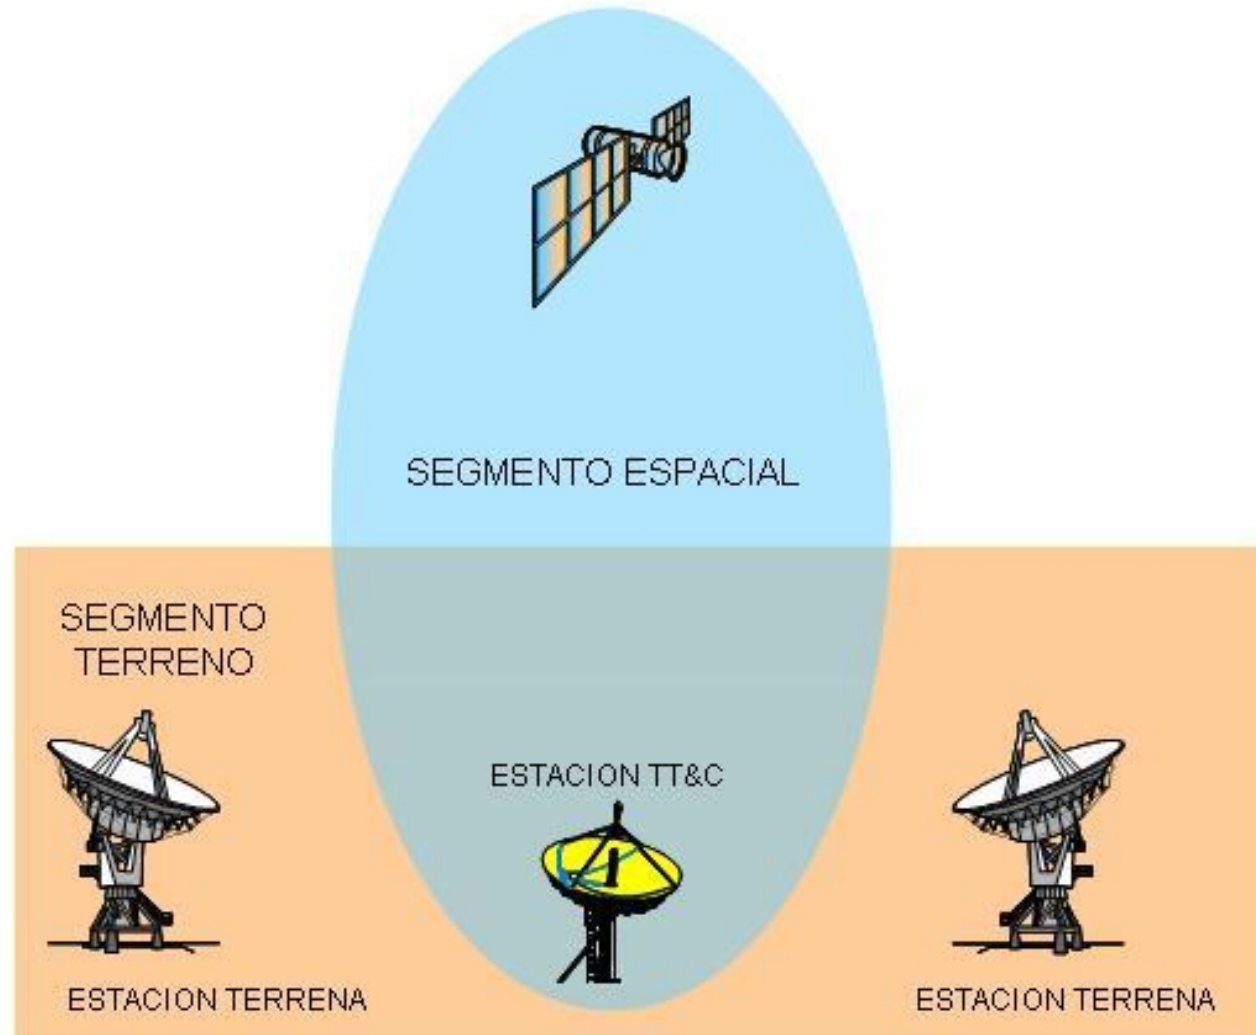 SEGMENTO ESPACIAL
SEGMENTO
TERRENO
ESTACION TT&C
ESTACION TERRENA
ESTACION TERRENA